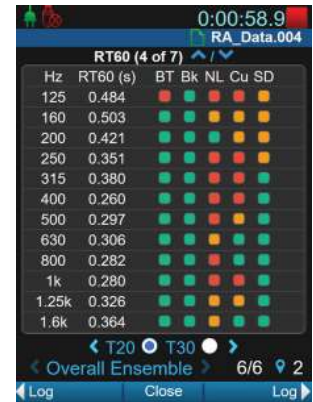 0:00:58.9
RA_Data.004
RT60 (4 of 7) /
Hz RT60 (s) BT Bk NL Cu SD
125 0.484
160 0.503
200 0.421
250 0.351
315 0.380
400 0.260
500 0.297
630 0.306
800 0.282
1k 0.280
1.25k 0.326
1.6k 0.364
T20 T30
Overall Ensemble 6/6 2
Log Close Log